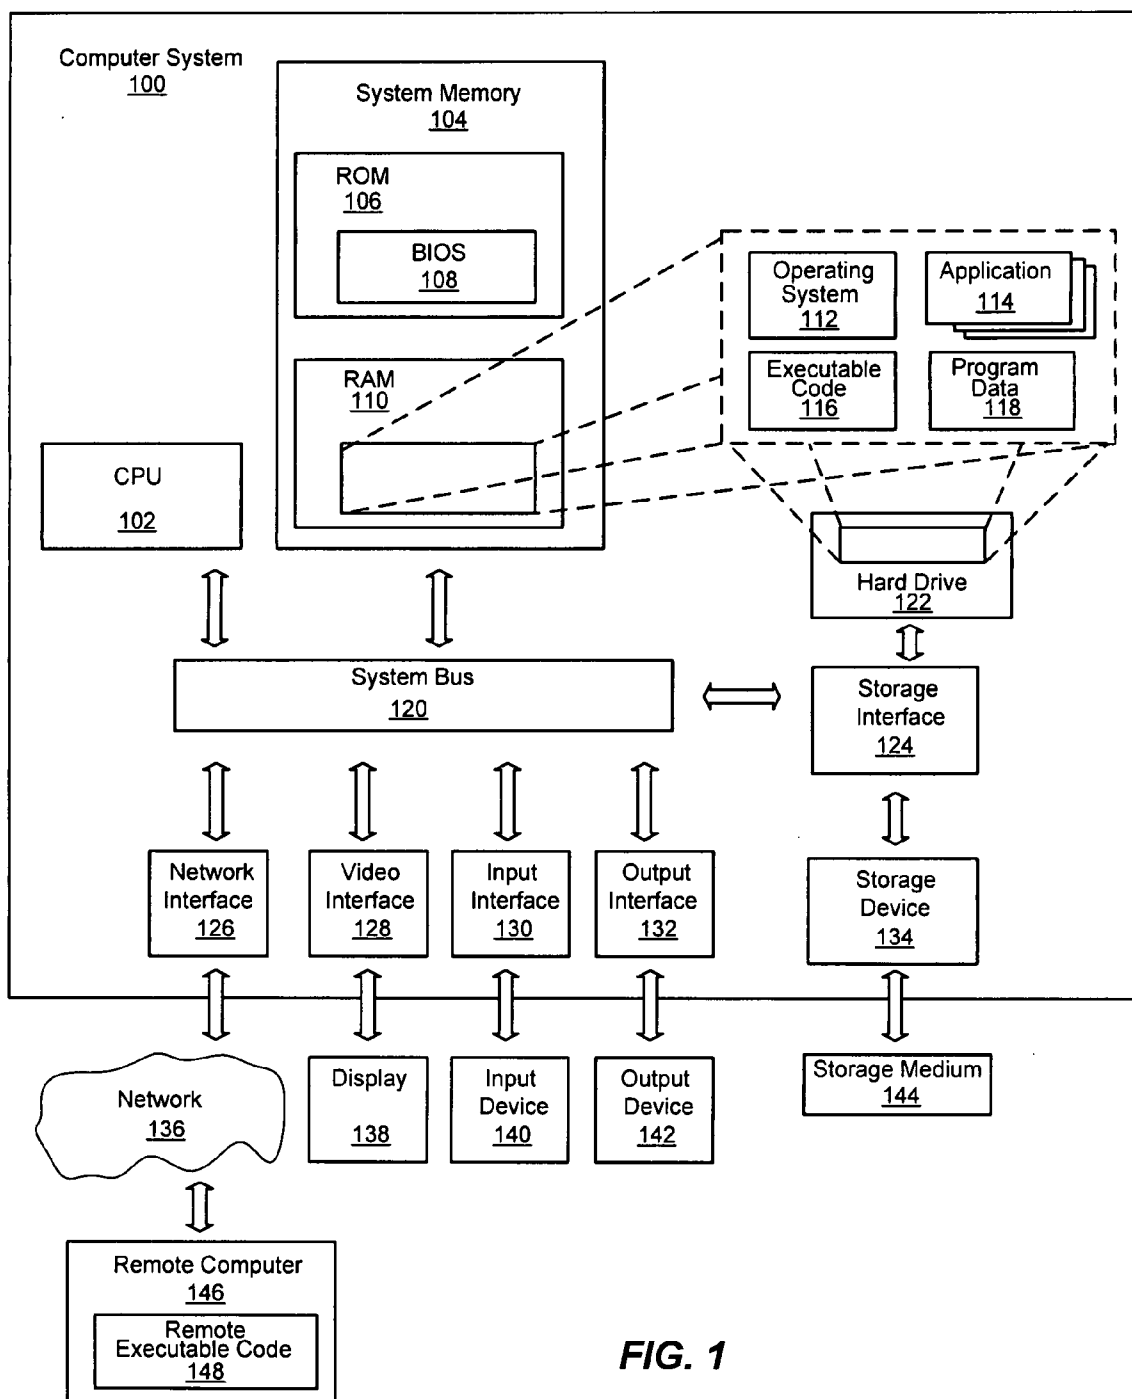 Computer System
100
System Memory
104
ROM
106
BIOS
108
RAM
110
Operating
System
112
Application
114
Executable
Code
116
Program
Data
118
CPU
102
Hard Drive
122
System Bus
120
Storage
Interface
124
Network
Interface
126
Video
Interface
128
Input
Interface
130
Output
Interface
132
Storage
Device
134
Network
136
Display
138
Input
Device
140
Output
Device
142
Storage Medium
144
Remote Computer
146
Remote
Executable Code
148
FIG. 1